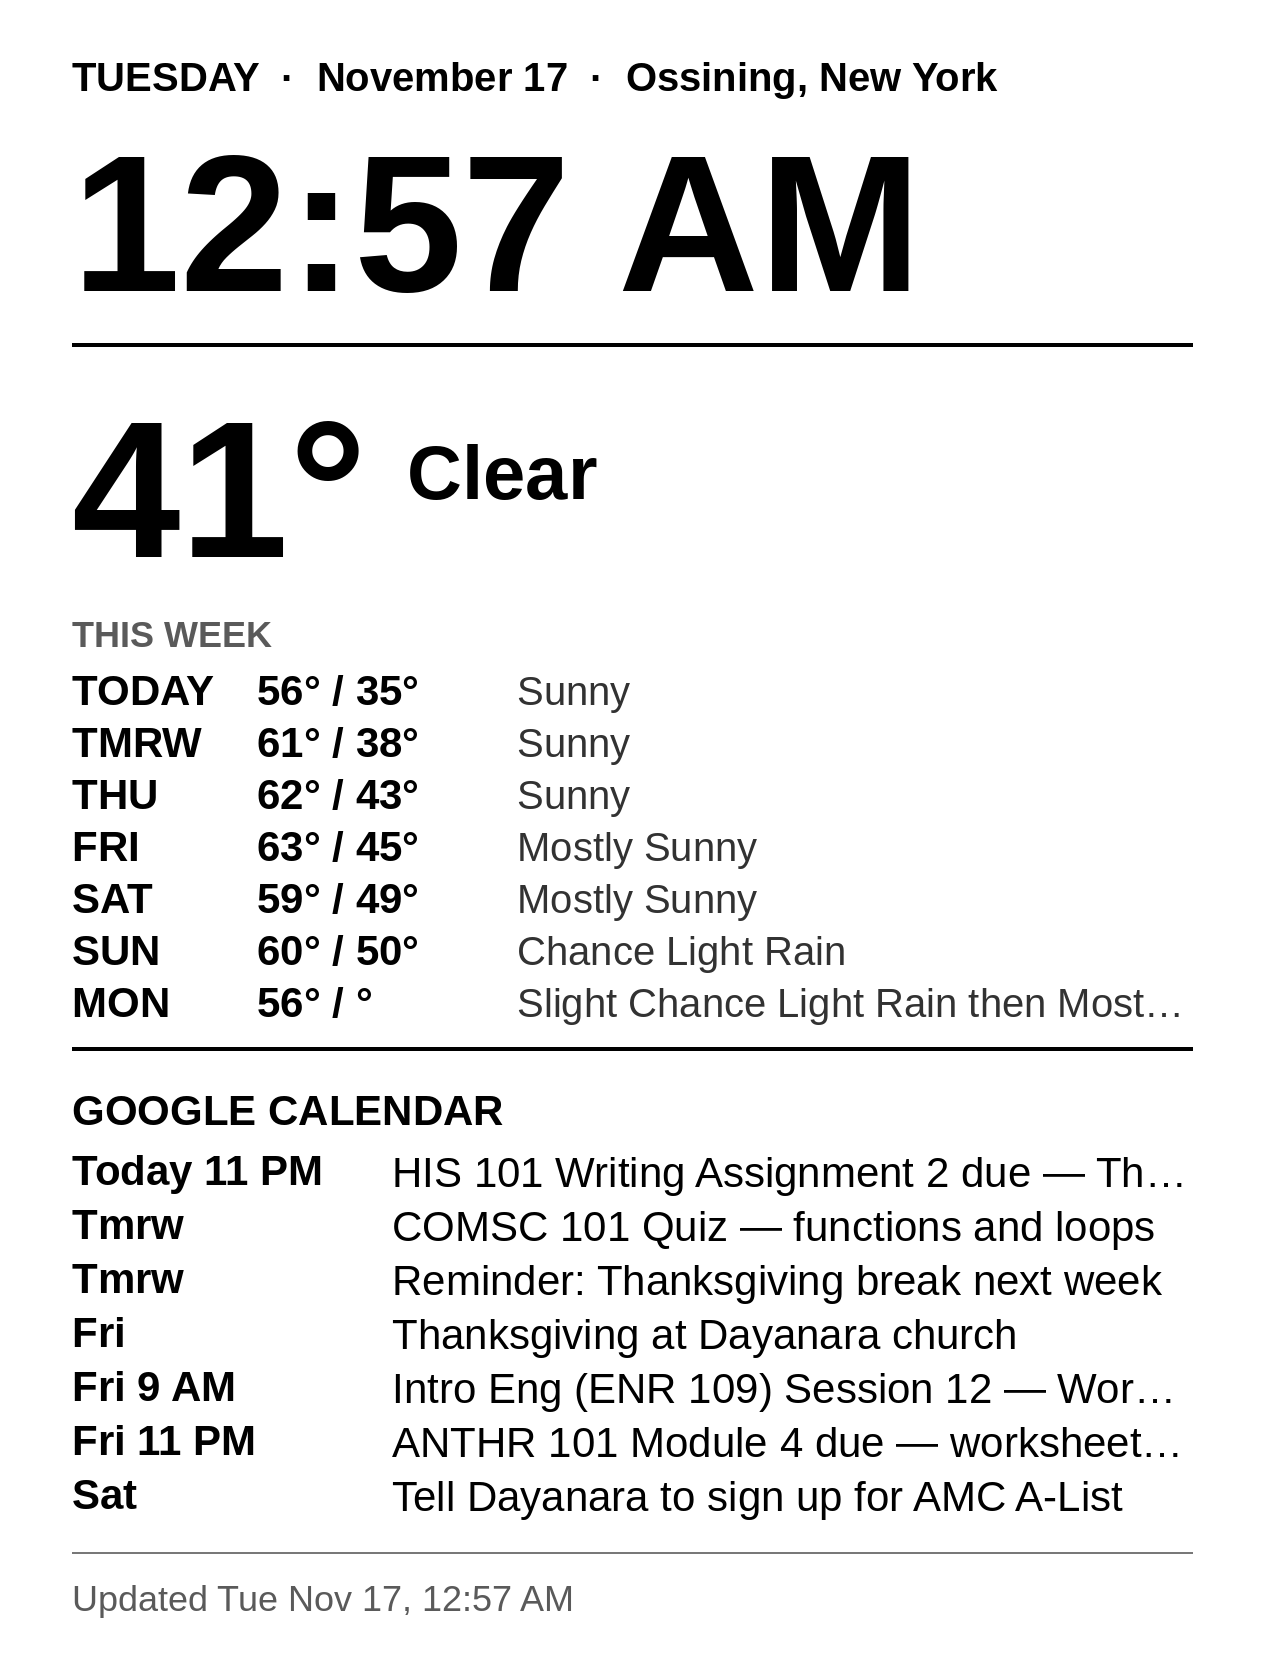 TUESDAY · November 17 · Ossining, New York
12:57 AM
41° Clear
THIS WEEK
TODAY 56° / 35° Sunny
TMRW 61° / 38° Sunny
THU 62° / 43° Sunny
FRI 63° / 45° Mostly Sunny
SAT 59° / 49° Mostly Sunny
SUN 60° / 50° Chance Light Rain
MON 56° / ° Slight Chance Light Rain then Most…
GOOGLE CALENDAR
Today 11 PM HIS 101 Writing Assignment 2 due — Th…
Tmrw COMSC 101 Quiz — functions and loops
Tmrw Reminder: Thanksgiving break next week
Fri Thanksgiving at Dayanara church
Fri 9 AM Intro Eng (ENR 109) Session 12 — Wor…
Fri 11 PM ANTHR 101 Module 4 due — worksheet…
Sat Tell Dayanara to sign up for AMC A-List
Updated Tue Nov 17, 12:57 AM